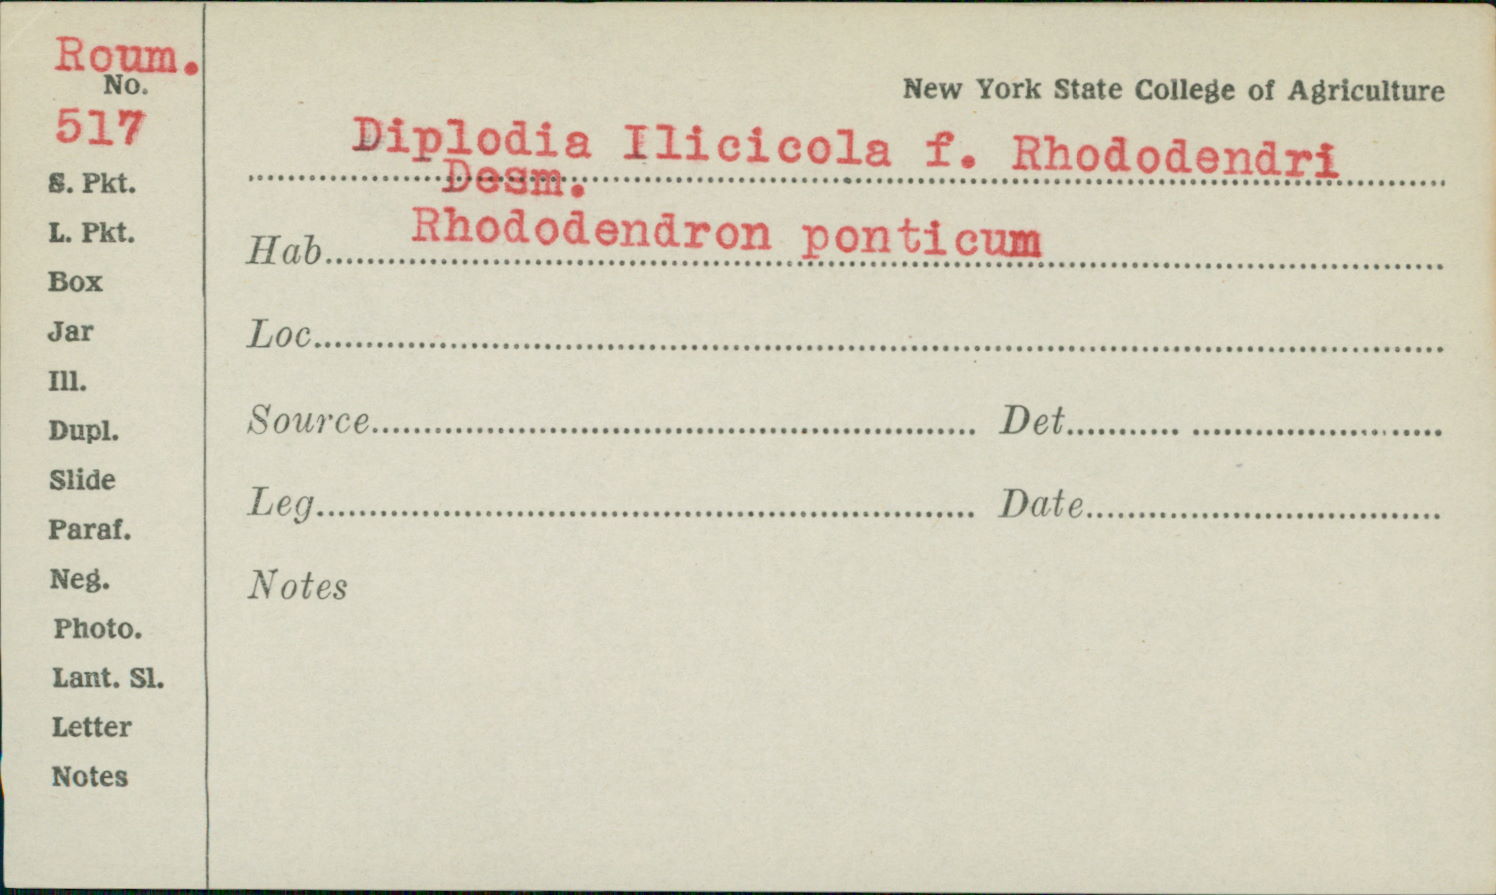 Roum.
No.
517
S. Pkt.
L. Pkt.
Box
Jar
Ill.
Dupl.
Slide
Paraf.
Neg.
Photo.
Lant. Sl.
Letter
Notes
New York State College of Agriculture
Diplodia Ilicicola f. Rhododendri
Desm.
Hab. Rhododendron ponticum
Loc.
Source Det.
Leg. Date
Notes